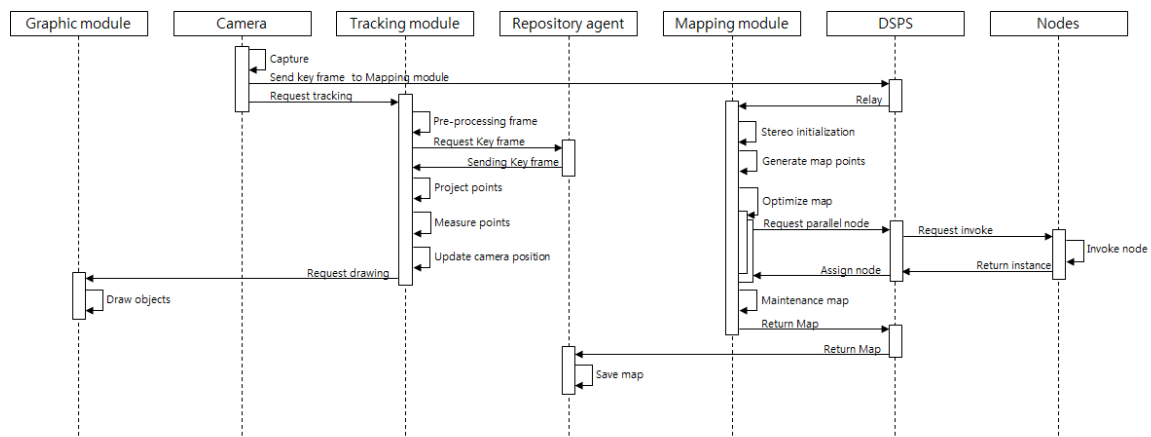 Graphic module
Camera
Tracking module
Repository agent
Mapping module
DSPS
Nodes
Capture
Send key frame to Mapping module
Request tracking
Relay
Pre-processing frame
Stereo initialization
Request Key frame
Sending Key frame
Generate map points
Project points
Optimize map
Measure points
Request parallel node
Request invoke
Invoke node
Update camera position
Return instance
Request drawing
Assign node
Draw objects
Maintenance map
Return Map
Return Map
Save map